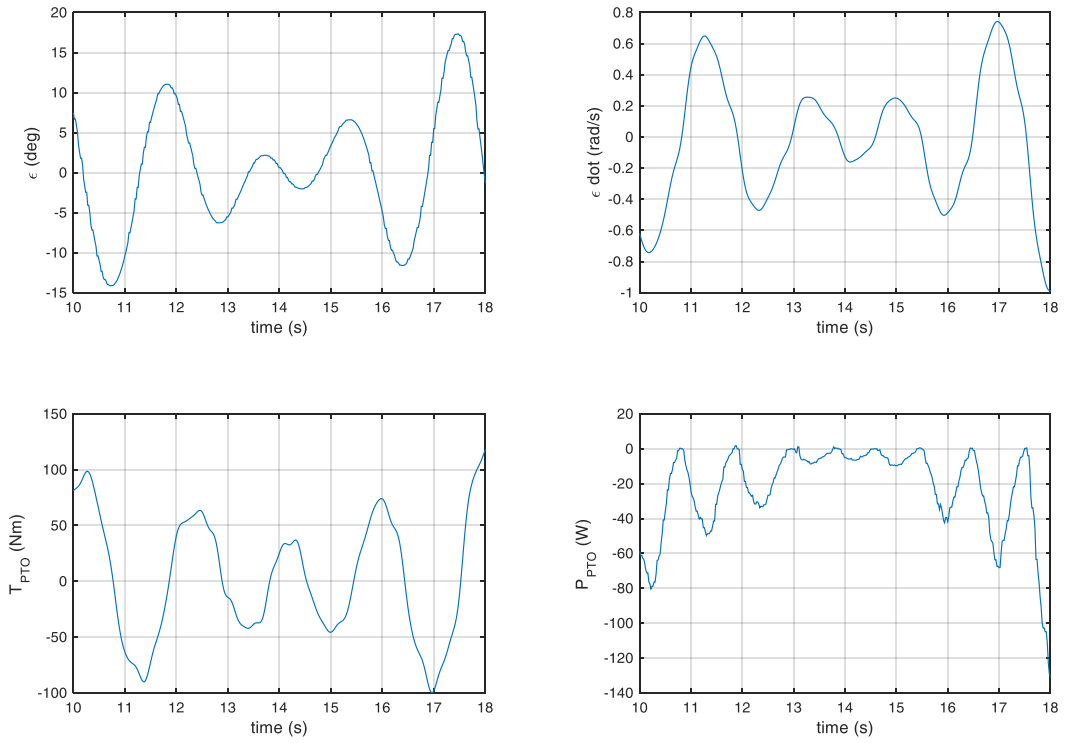 20
15
10
5
0
-5
-10
-15
ϵ (deg)
10 11 12 13 14 15 16 17 18
time (s)
0.8
0.6
0.4
0.2
0
-0.2
-0.4
-0.6
-0.8
-1
ϵ dot (rad/s)
10 11 12 13 14 15 16 17 18
time (s)
150
100
50
0
-50
-100
T_PTO (Nm)
10 11 12 13 14 15 16 17 18
time (s)
20
0
-20
-40
-60
-80
-100
-120
-140
P_PTO (W)
10 11 12 13 14 15 16 17 18
time (s)